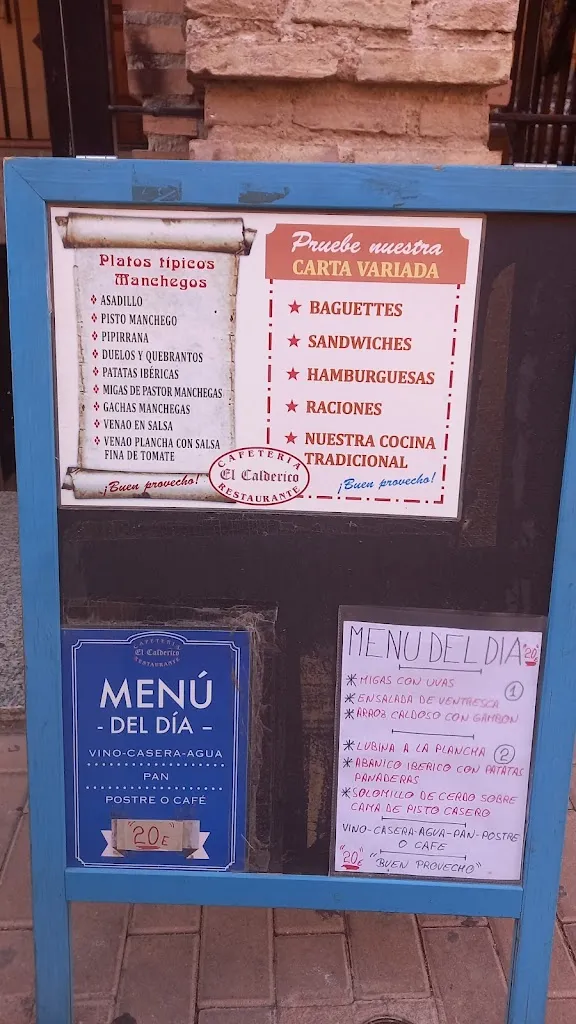 Platos típicos
Manchegos
ASADILLO
PISTO MANCHEGO
PIPIRRANA
DUELOS Y QUEBRANTOS
PATATAS IBÉRICAS
MIGAS DE PASTOR MANCHEGAS
GACHAS MANCHEGAS
VENAO EN SALSA
VENAO PLANCHA CON SALSA
FINA DE TOMATE
¡Buen provecho!
Pruebe nuestra
CARTA VARIADA
★ BAGUETTES
★ SANDWICHES
★ HAMBURGUESAS
★ RACIONES
★ NUESTRA COCINA
TRADICIONAL
¡Buen provecho!
CAFETERIA
El Calderico
RESTAURANTE
CAFETERIA
El Calderico
RESTAURANTE
MENÚ
- DEL DÍA -
VINO-CASERA-AGUA
PAN
POSTRE O CAFÉ
"20€"
MENU DEL DIA "20€"
* MIGAS CON UVAS 1
* ENSALADA DE VENTRESCA
* ARROZ CALDOSO CON GAMBON
* LUBINA A LA PLANCHA 2
* ABANICO IBERICO CON PATATAS
PANADERAS
* SOLOMILLO DE CERDO SOBRE
CAMA DE PISTO CASERO
VINO-CASERA-AGUA-PAN-POSTRE
O CAFE
"20€" "BUEN PROVECHO"